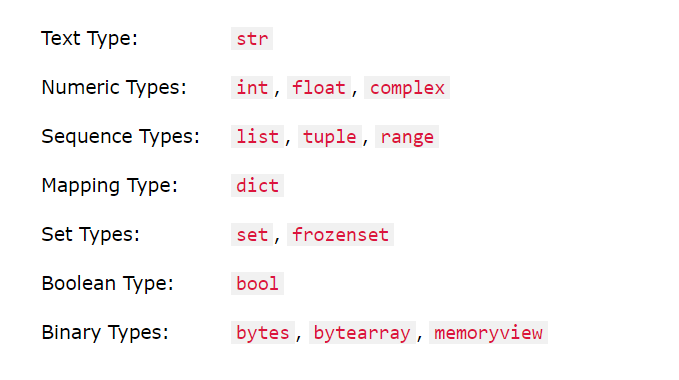 Text Type: str
Numeric Types: int, float, complex
Sequence Types: list, tuple, range
Mapping Type: dict
Set Types: set, frozenset
Boolean Type: bool
Binary Types: bytes, bytearray, memoryview